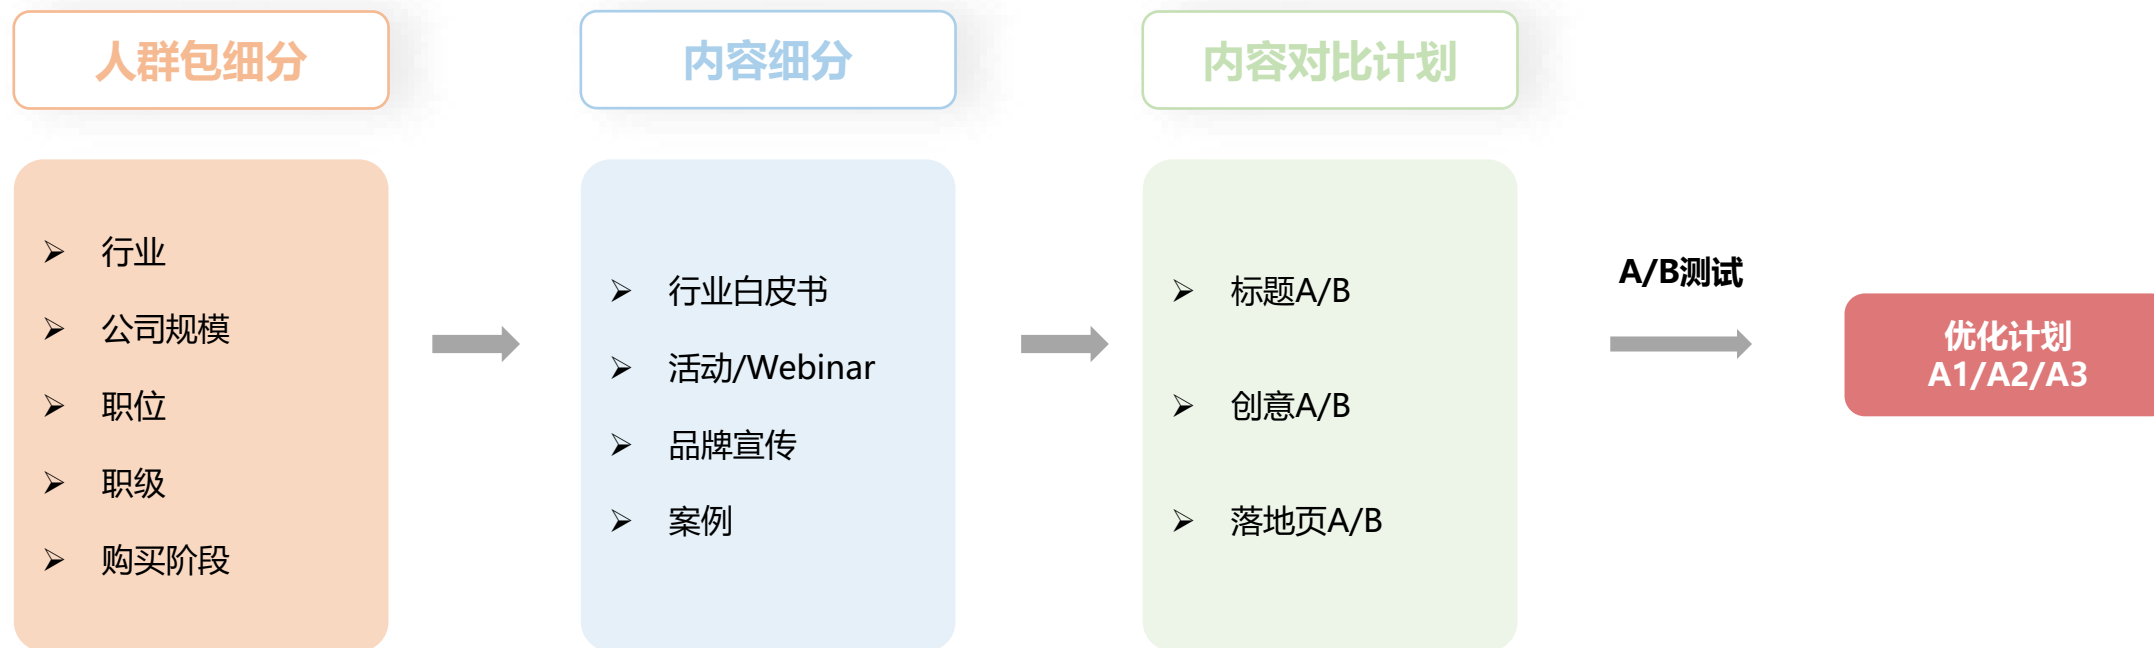 人群包细分
内容细分
内容对比计划
行业
公司规模
职位
职级
购买阶段
行业白皮书
活动/Webinar
品牌宣传
案例
标题A/B
创意A/B
落地页A/B
A/B测试
优化计划
A1/A2/A3